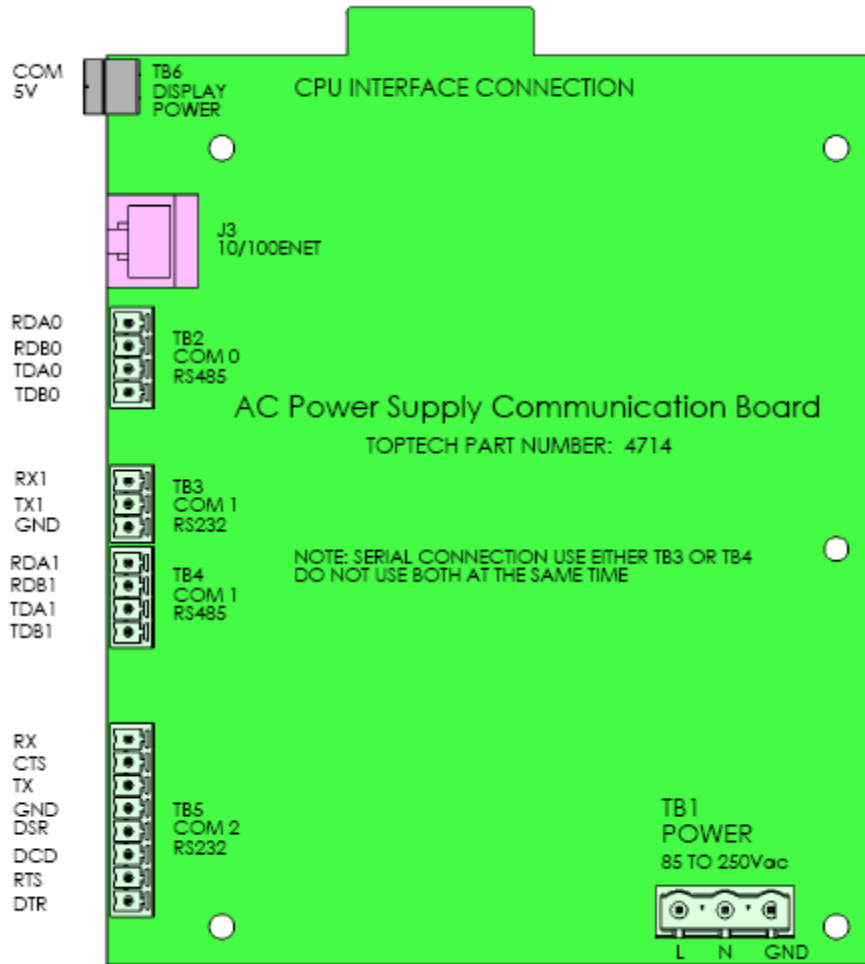 COM
5V
TB6
DISPLAY
POWER
CPU INTERFACE CONNECTION
J3
10/100ENET
RDA0
RDB0
TDA0
TDB0
TB2
COM 0
RS485
AC Power Supply Communication Board
TOPTECH PART NUMBER: 4714
RX1
TX1
GND
TB3
COM 1
RS232
RDA1
RDB1
TDA1
TDB1
TB4
COM 1
RS485
NOTE: SERIAL CONNECTION USE EITHER TB3 OR TB4
DO NOT USE BOTH AT THE SAME TIME
RX
CTS
TX
GND
DSR
DCD
RTS
DTR
TB5
COM 2
RS232
TB1
POWER
85 TO 250Vac
L N GND